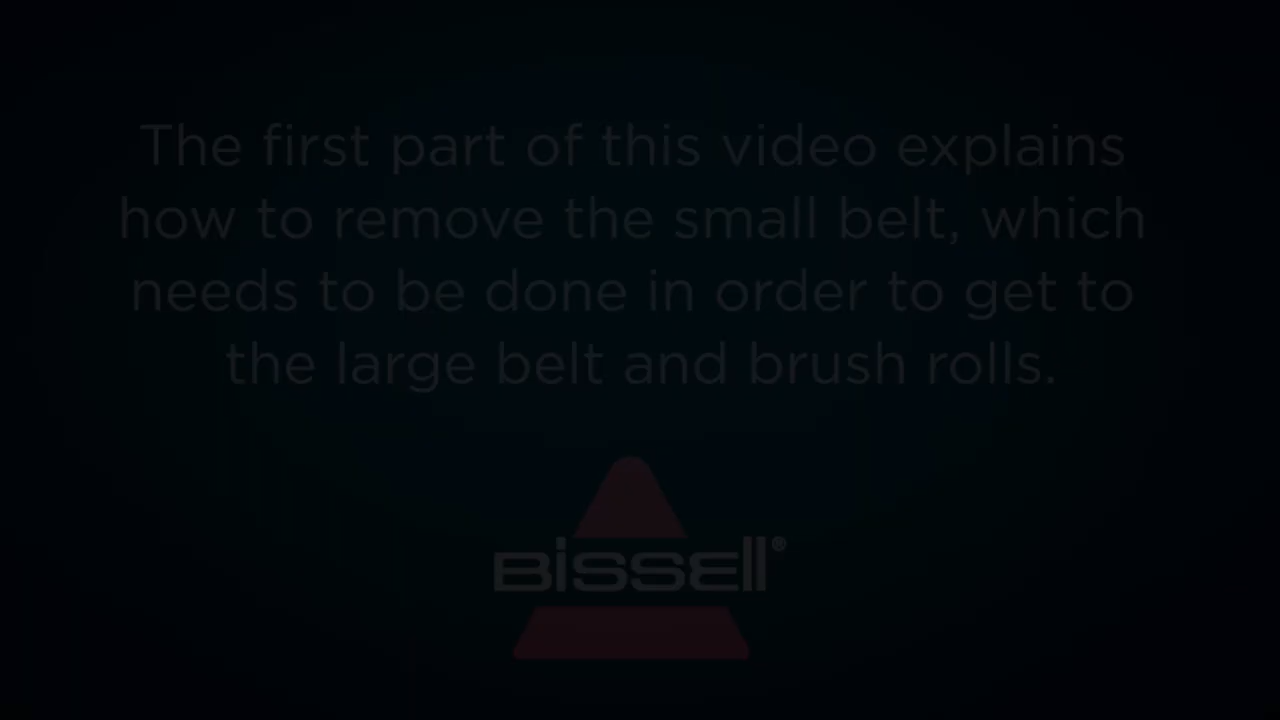 The first part of this video explains
how to remove the small belt, which
needs to be done in order to get to
the large belt and brush rolls.
BISSELL®